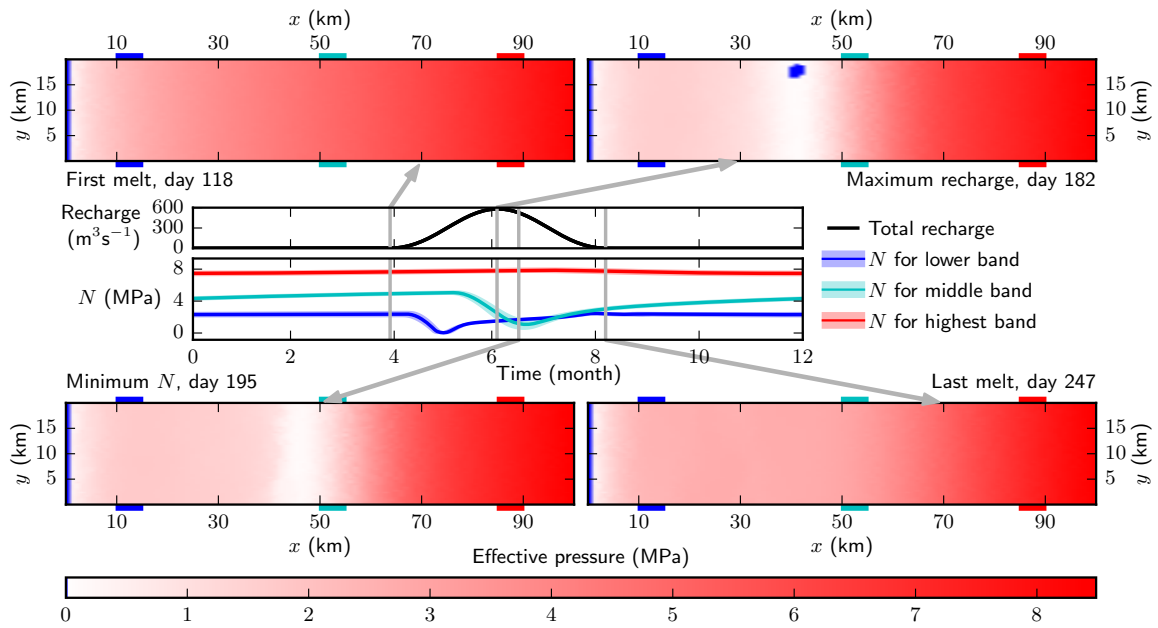 x (km)
x (km)
10 30 50 70 90
10 30 50 70 90
y (km)
15
10
5
15
10
5
y (km)
First melt, day 118
Maximum recharge, day 182
Recharge
(m³s⁻¹)
600
300
0
Total recharge
N for lower band
N for middle band
N for highest band
N (MPa)
8
4
0
0 2 4 6 8 12
Time (month)
Minimum N, day 195
Last melt, day 247
y (km)
15
10
5
15
10
5
y (km)
10 30 50 70 90
10 30 50 70 90
x (km)
x (km)
Effective pressure (MPa)
0 1 2 3 4 5 6 7 8